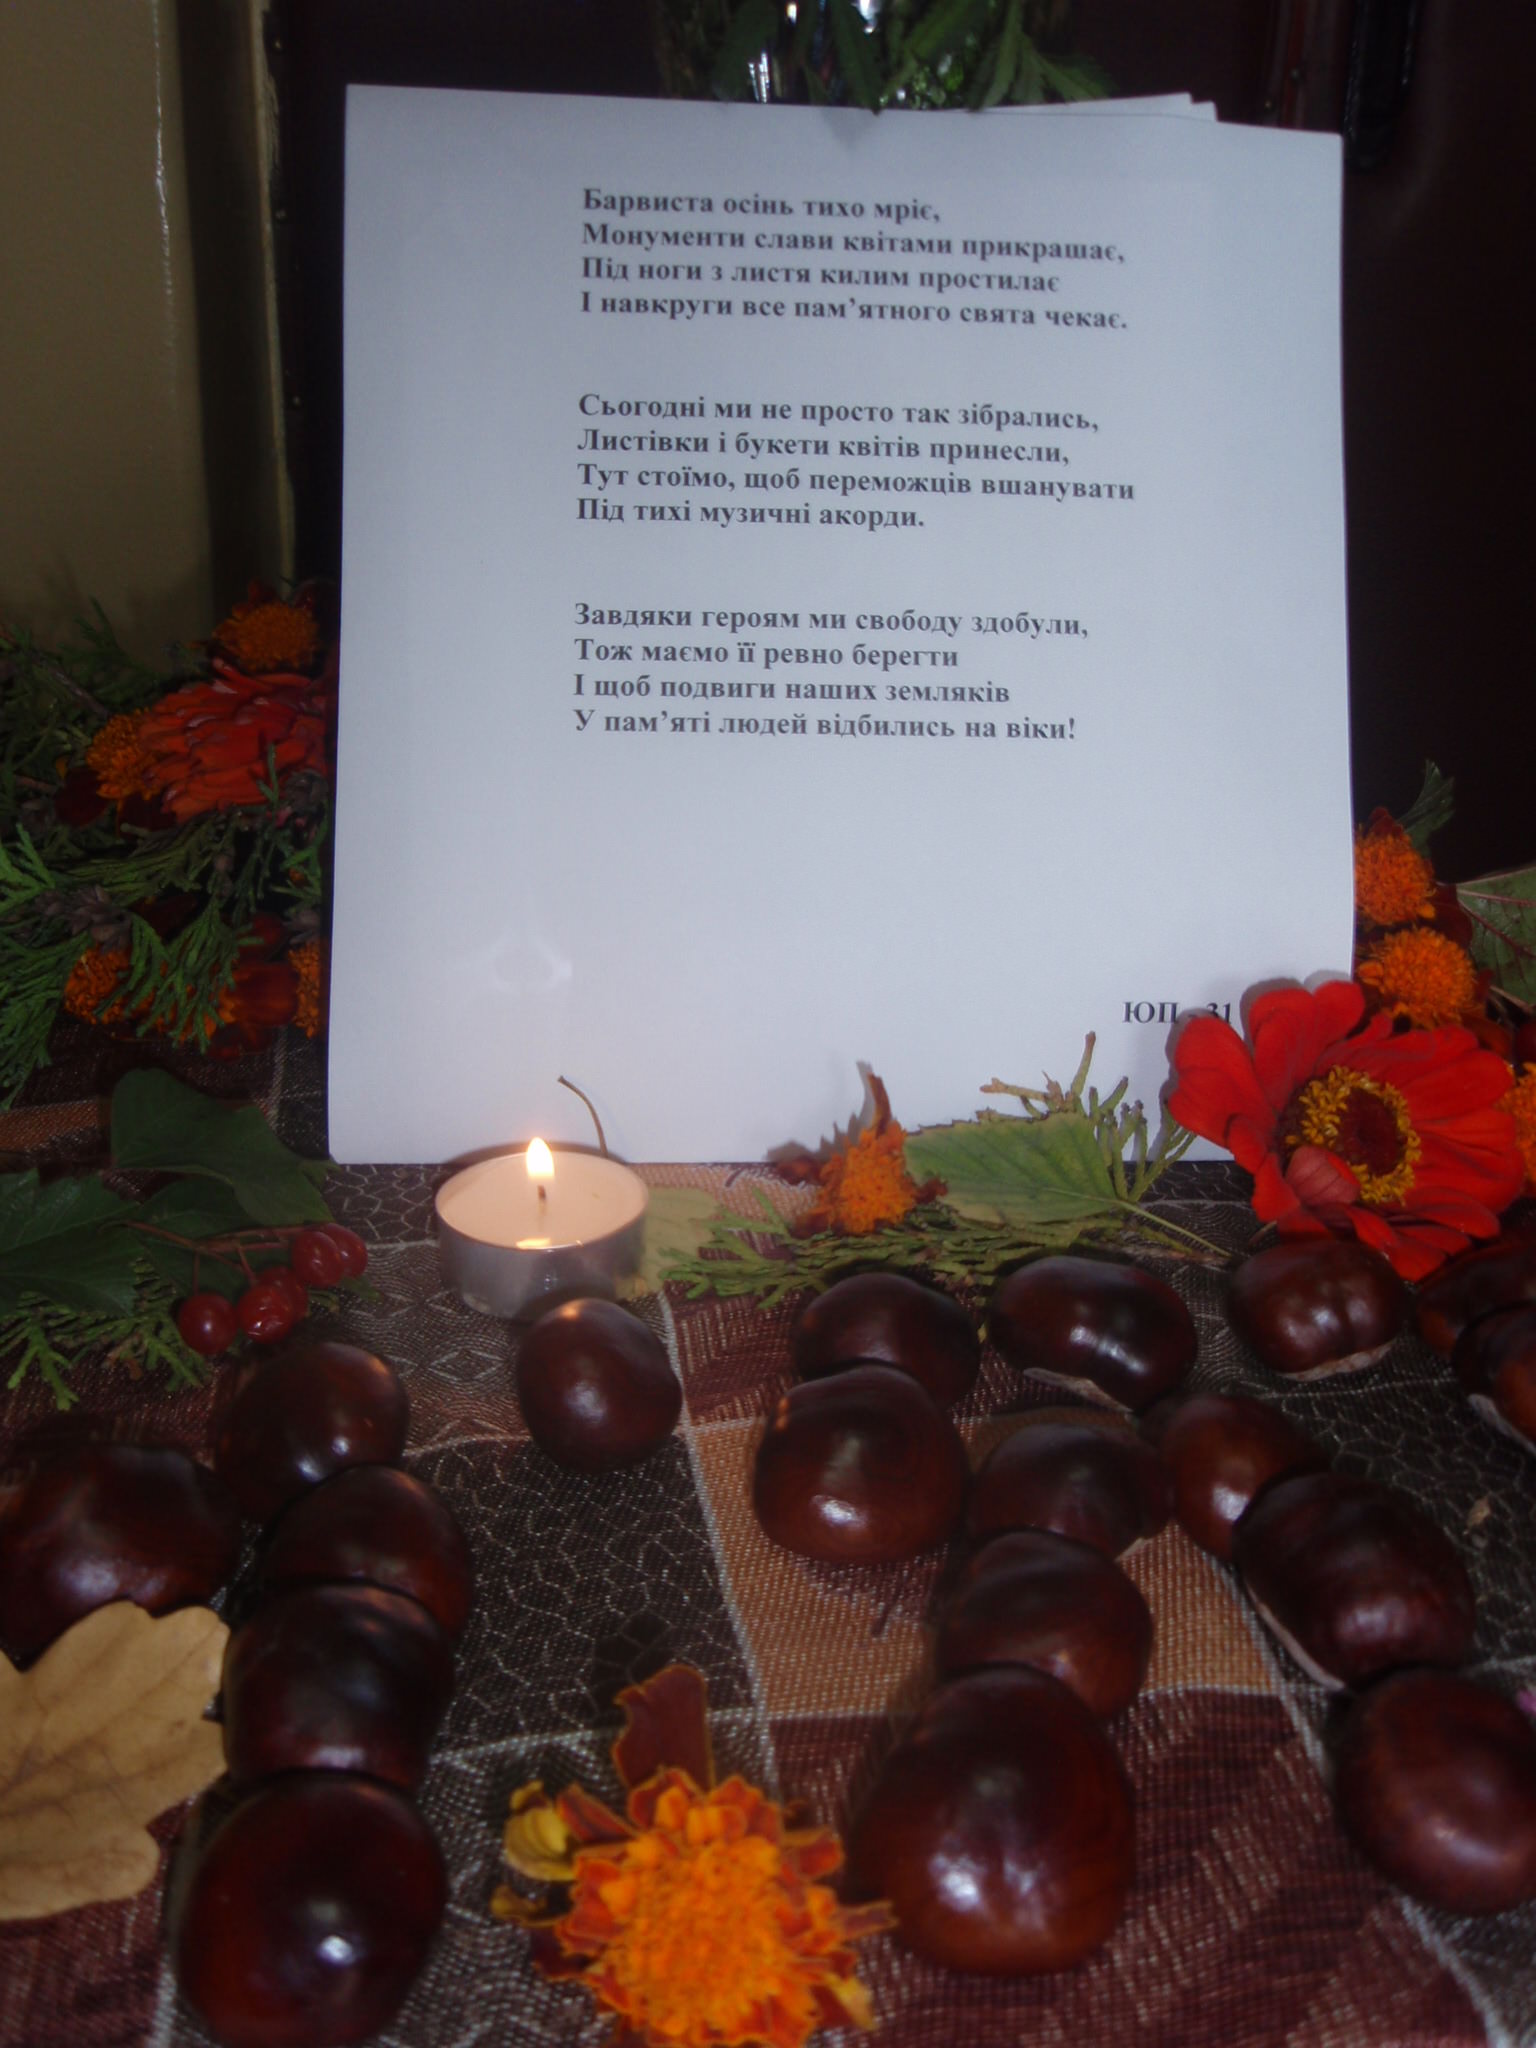 Барвиста осінь тихо мріє,
Монументи слави квітами прикрашає,
Під ноги з листя килим простилає
І навкруги все пам’ятного свята чекає.
Сьогодні ми не просто так зібрались,
Листівки і букети квітів принесли,
Тут стоїмо, щоб переможців вшанувати
Під тихі музичні акорди.
Завдяки героям ми свободу здобули,
Тож маємо її ревно берегти
І щоб подвиги наших земляків
У пам’яті людей відбились на віки!
ЮП - 31